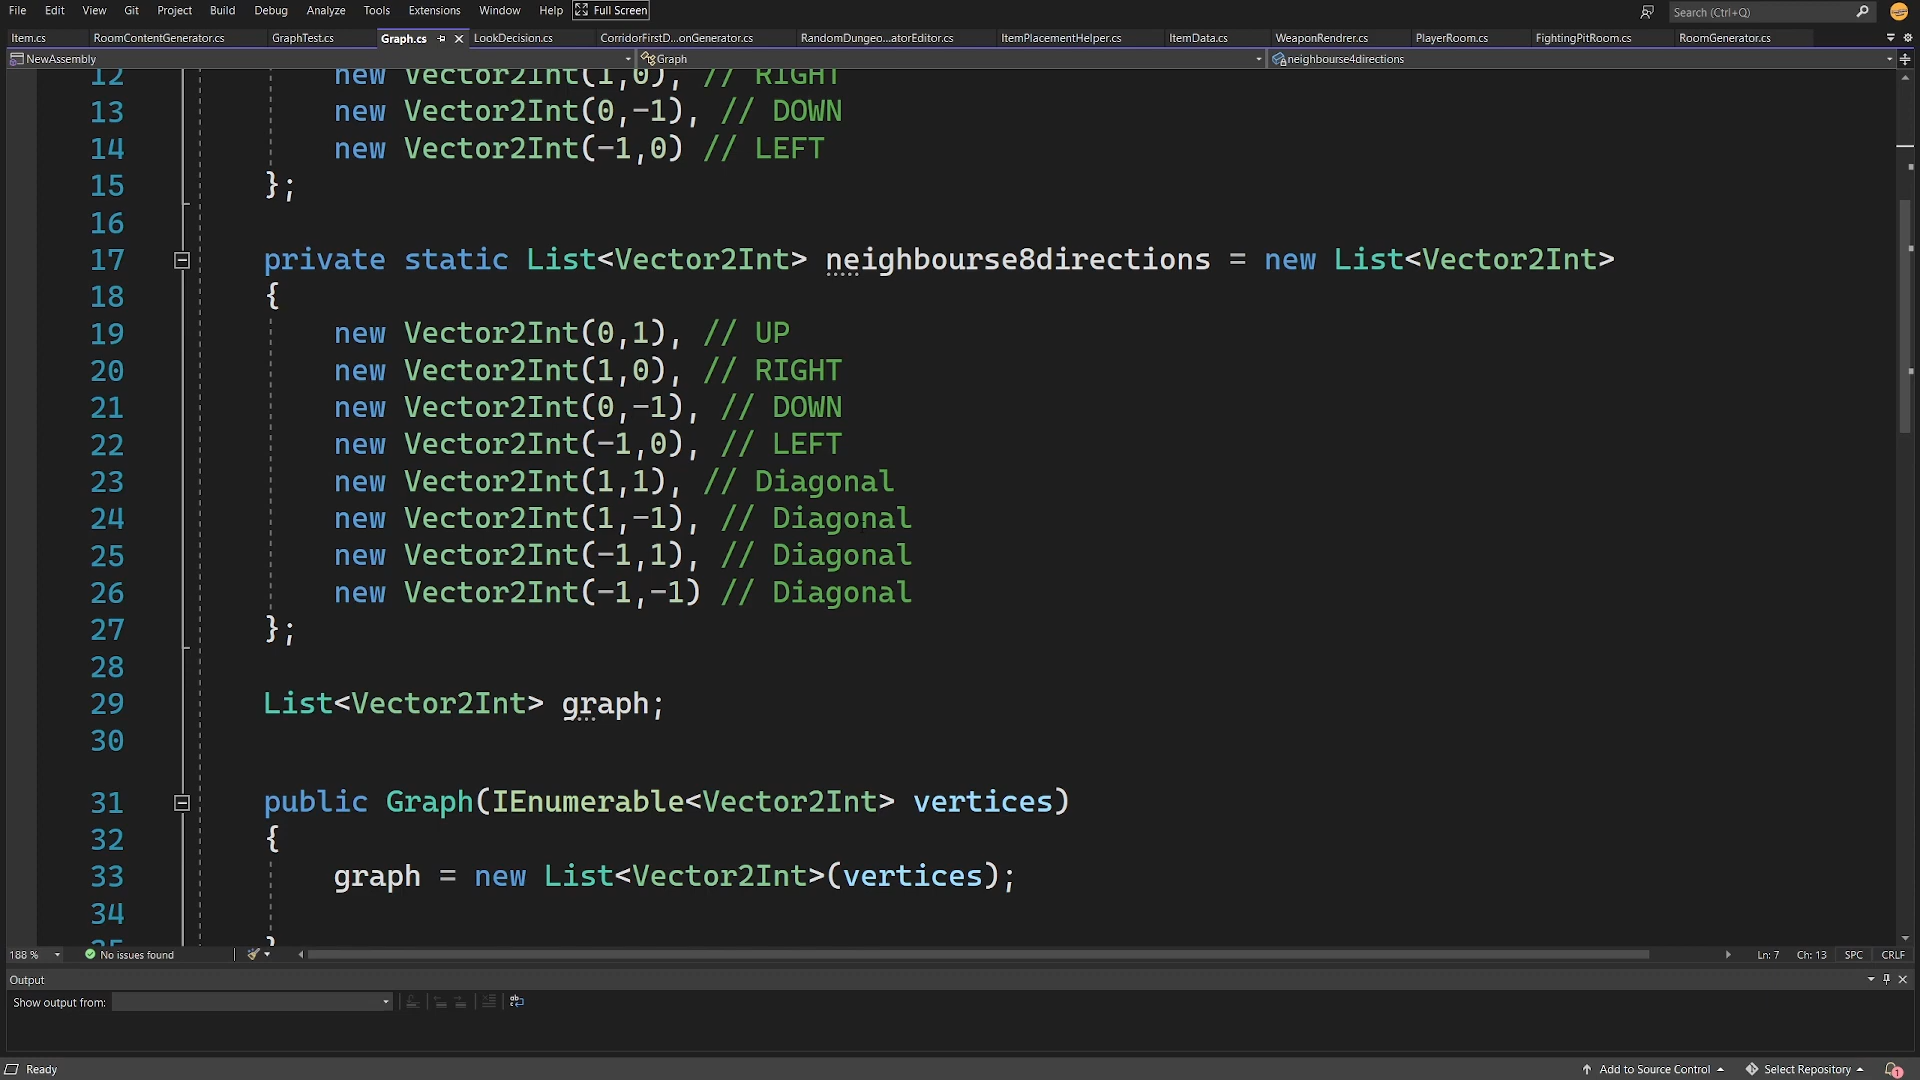 File Edit View Git Project Build Debug Analyze Tools Extensions Window Help Full Screen Search (Ctrl+Q)
Item.cs RoomContentGenerator.cs GraphTest.cs Graph.cs LookDecision.cs CorridorFirstD...onGenerator.cs RandomDungeo...atorEditor.cs ItemPlacementHelper.cs ItemData.cs WeaponRendrer.cs PlayerRoom.cs FightingPitRoom.cs RoomGenerator.cs
NewAssembly Graph neighbourse4directions
12 new Vector2Int(1,0), // RIGHT
13 new Vector2Int(0,-1), // DOWN
14 new Vector2Int(-1,0) // LEFT
15 };
16
17 private static List<Vector2Int> neighbourse8directions = new List<Vector2Int>
18 {
19 new Vector2Int(0,1), // UP
20 new Vector2Int(1,0), // RIGHT
21 new Vector2Int(0,-1), // DOWN
22 new Vector2Int(-1,0), // LEFT
23 new Vector2Int(1,1), // Diagonal
24 new Vector2Int(1,-1), // Diagonal
25 new Vector2Int(-1,1), // Diagonal
26 new Vector2Int(-1,-1) // Diagonal
27 };
28
29 List<Vector2Int> graph;
30
31 public Graph(IEnumerable<Vector2Int> vertices)
32 {
33 graph = new List<Vector2Int>(vertices);
34
35 }
188 % No issues found Ln: 7 Ch: 13 SPC CRLF
Output
Show output from:
Ready Add to Source Control Select Repository 1